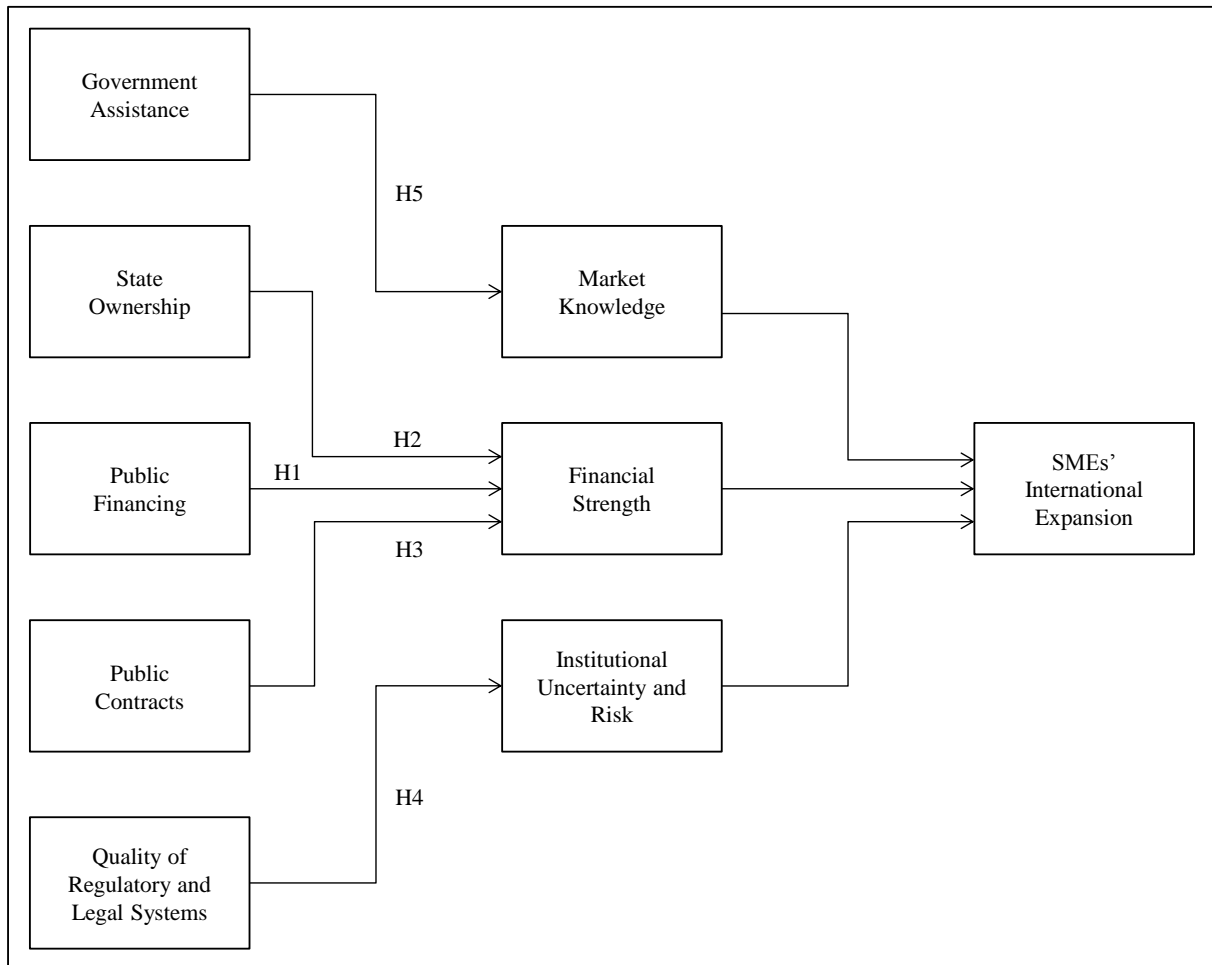 Government
Assistance
H5
State
Ownership
Market
Knowledge
H2
Public
Financing
H1
Financial
Strength
SMEs’
International
Expansion
H3
Public
Contracts
Institutional
Uncertainty and
Risk
H4
Quality of
Regulatory and
Legal Systems